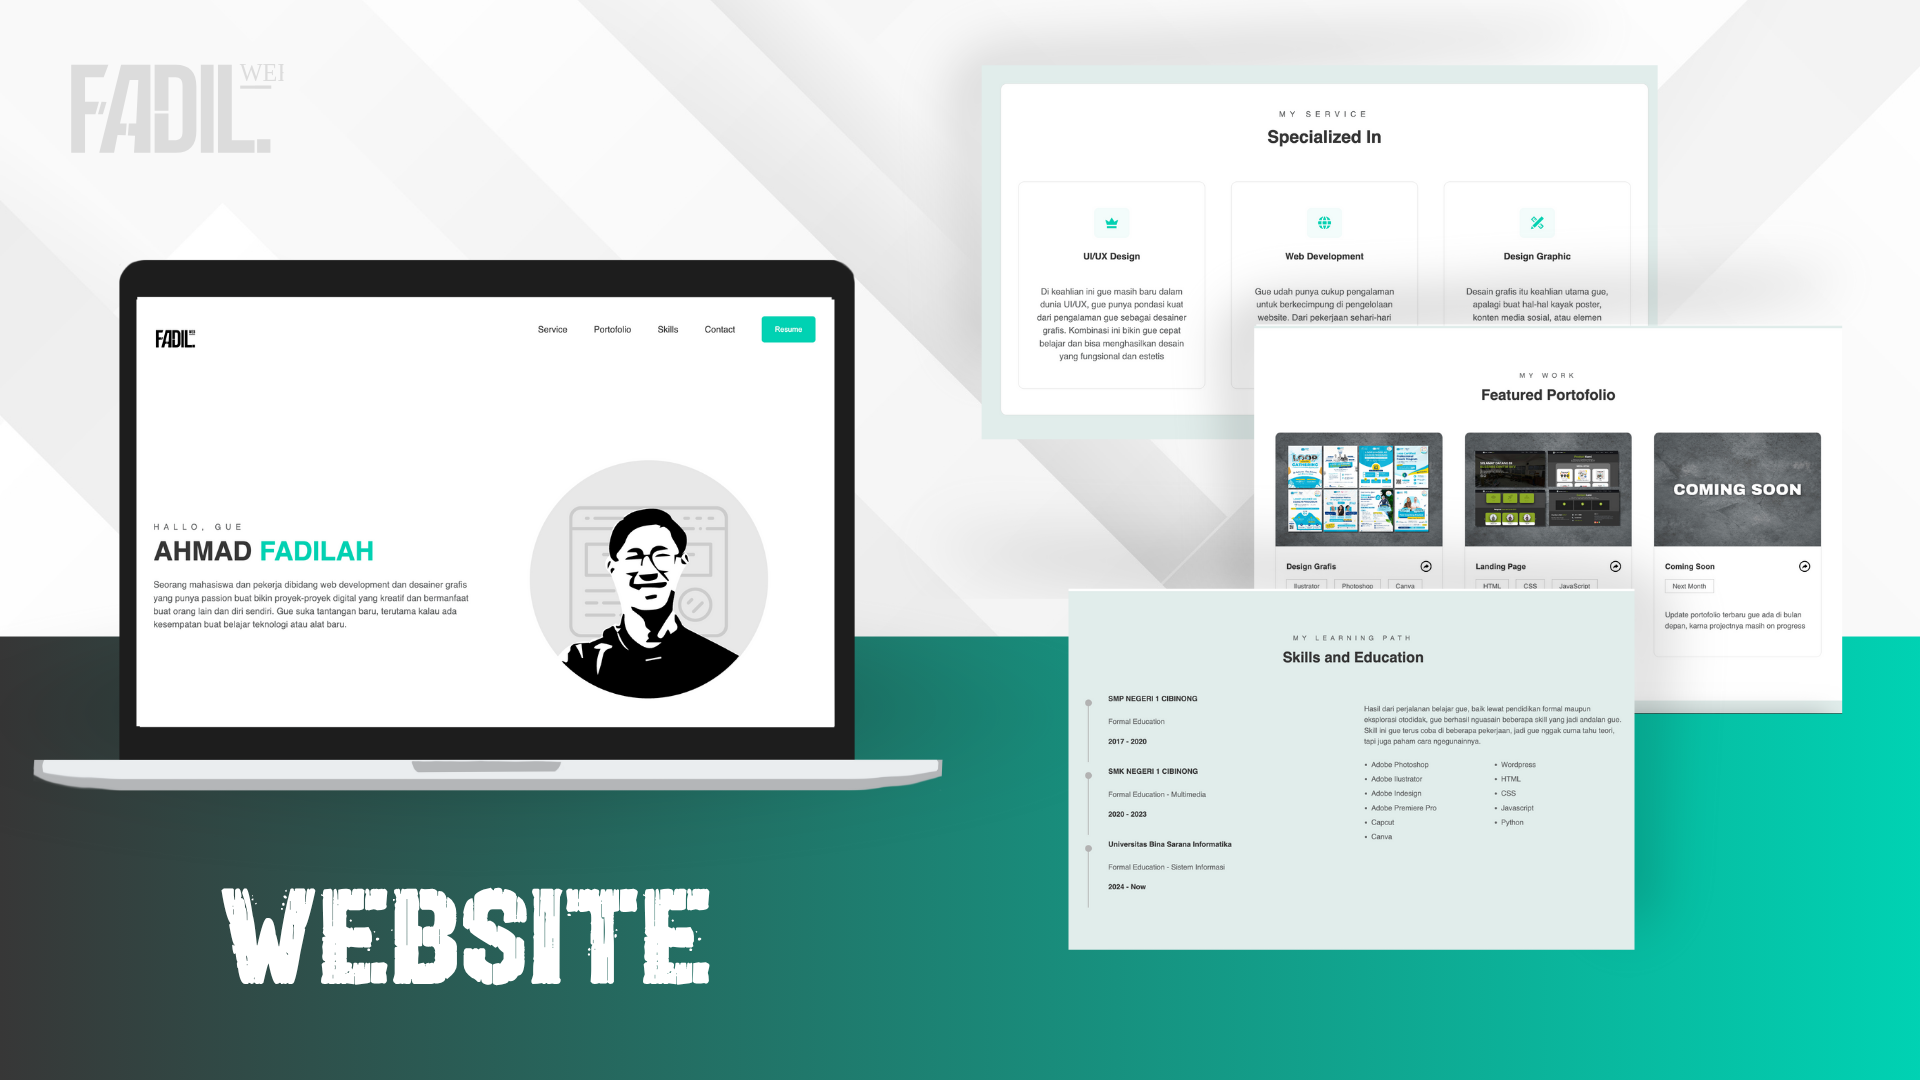 FADIL.
WEB
FADIL.
Service
Portofolio
Skills
Contact
Resume
HALLO, GUE
AHMAD FADILAH
Seorang mahasiswa dan pekerja dibidang web development dan desainer grafis
yang punya passion buat bikin proyek-proyek digital yang kreatif dan bermanfaat
buat orang lain dan diri sendiri. Gue suka tantangan baru, terutama kalau ada
kesempatan buat belajar teknologi atau alat baru.
WEBSITE
MY SERVICE
Specialized In
UI/UX Design
Di keahlian ini gue masih baru dalam
dunia UI/UX, gue punya pondasi kuat
dari pengalaman gue sebagai desainer
grafis. Kombinasi ini bikin gue cepat
belajar dan bisa menghasilkan desain
yang fungsional dan estetis
Web Development
Gue udah punya cukup pengalaman
untuk berkecimpung di pengelolaan
website. Dari pekerjaan sehari-hari
Design Graphic
Desain grafis itu keahlian utama gue,
apalagi buat hal-hal kayak poster,
konten media sosial, atau elemen
MY WORK
Featured Portofolio
Design Grafis
Ilustrator
Photoshop
Canva
Landing Page
HTML
CSS
JavaScript
COMING SOON
Coming Soon
Next Month
Update portofolio terbaru gue ada di bulan
depan, karna projectnya masih on progress
MY LEARNING PATH
Skills and Education
SMP NEGERI 1 CIBINONG
Formal Education
2017 - 2020
SMK NEGERI 1 CIBINONG
Formal Education - Multimedia
2020 - 2023
Universitas Bina Sarana Informatika
Formal Education - Sistem Informasi
2024 - Now
Hasil dari perjalanan belajar gue, baik lewat pendidikan formal maupun
eksplorasi otodidak, gue berhasil nguasain beberapa skill yang jadi andalan gue.
Skill ini gue terus coba di beberapa pekerjaan, jadi gue nggak cuma tahu teori,
tapi juga paham cara ngegunainnya.
• Adobe Photoshop
• Adobe Ilustrator
• Adobe Indesign
• Adobe Premiere Pro
• Capcut
• Canva
• Wordpress
• HTML
• CSS
• Javascript
• Python